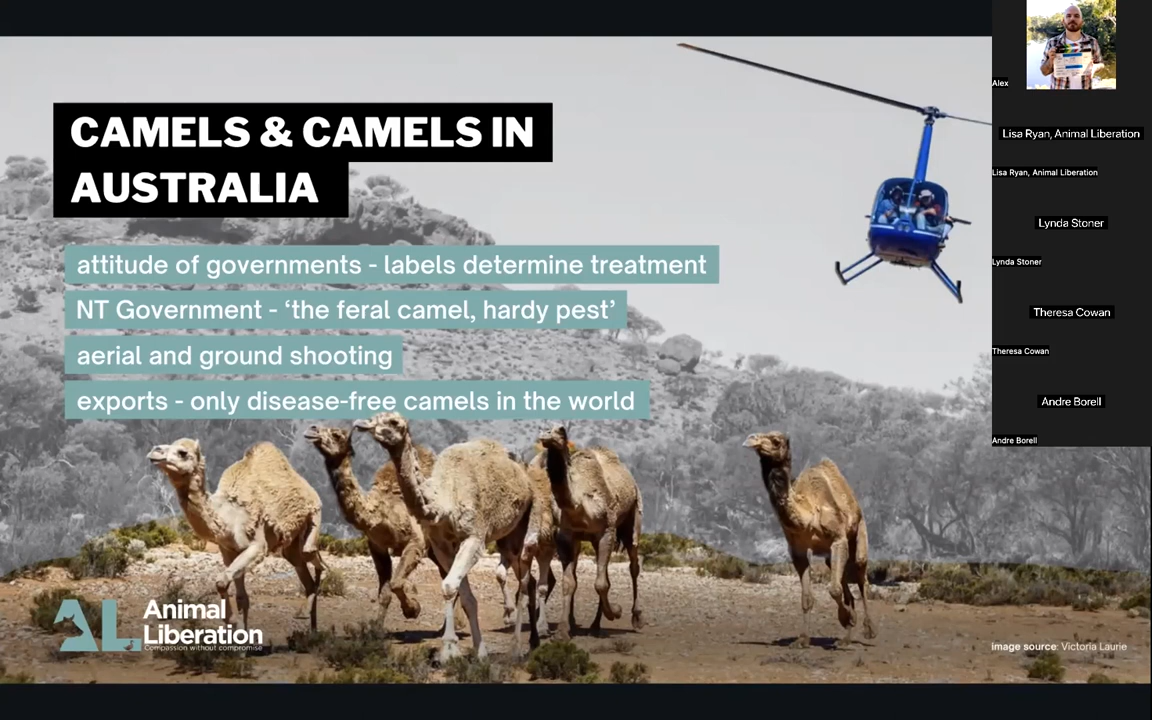 CAMELS & CAMELS IN
AUSTRALIA
attitude of governments - labels determine treatment
NT Government - ‘the feral camel, hardy pest’
aerial and ground shooting
exports - only disease-free camels in the world
AL
Animal
Liberation
Compassion without compromise
image source: Victoria Laurie
Alex
Lisa Ryan, Animal Liberation
Lisa Ryan, Animal Liberation
Lynda Stoner
Lynda Stoner
Theresa Cowan
Theresa Cowan
Andre Borell
Andre Borell